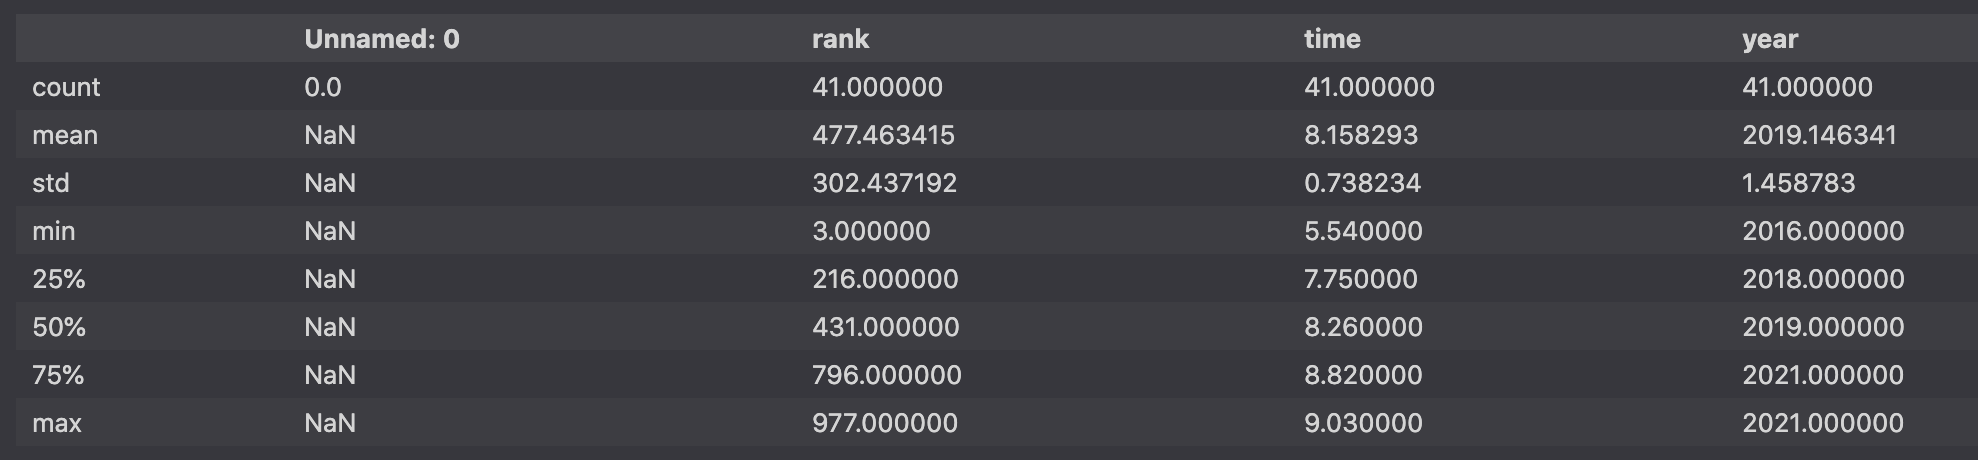 Unnamed: 0 rank time year
count 0.0 41.000000 41.000000 41.000000
mean NaN 477.463415 8.158293 2019.146341
std NaN 302.437192 0.738234 1.458783
min NaN 3.000000 5.540000 2016.000000
25% NaN 216.000000 7.750000 2018.000000
50% NaN 431.000000 8.260000 2019.000000
75% NaN 796.000000 8.820000 2021.000000
max NaN 977.000000 9.030000 2021.000000